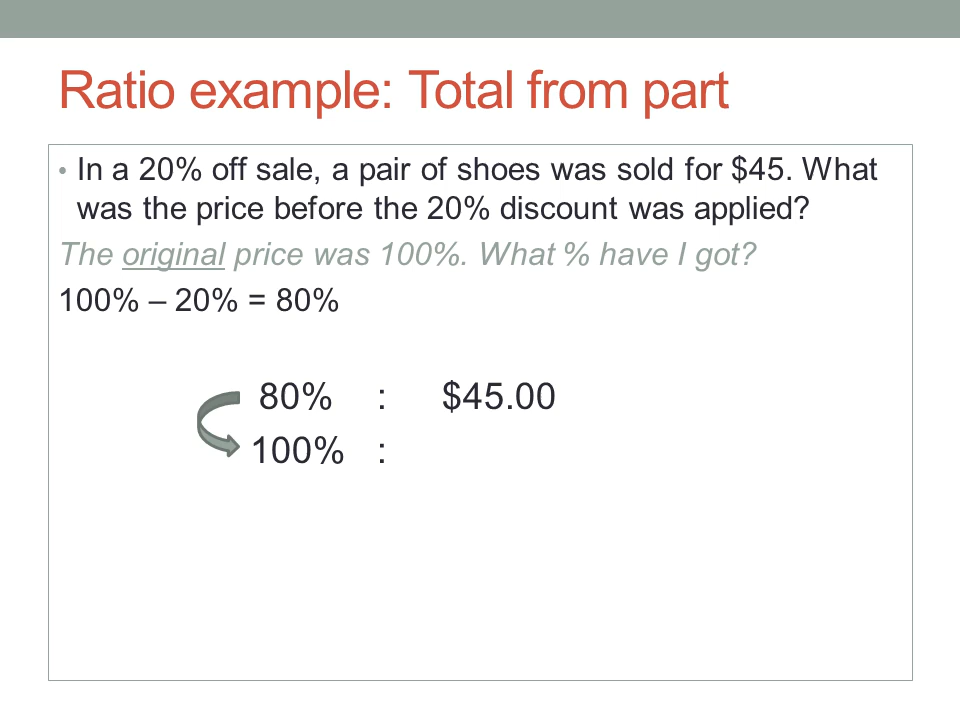 Ratio example: Total from part
• In a 20% off sale, a pair of shoes was sold for $45. What
was the price before the 20% discount was applied?
The original price was 100%. What % have I got?
100% – 20% = 80%
80% : $45.00
100% :